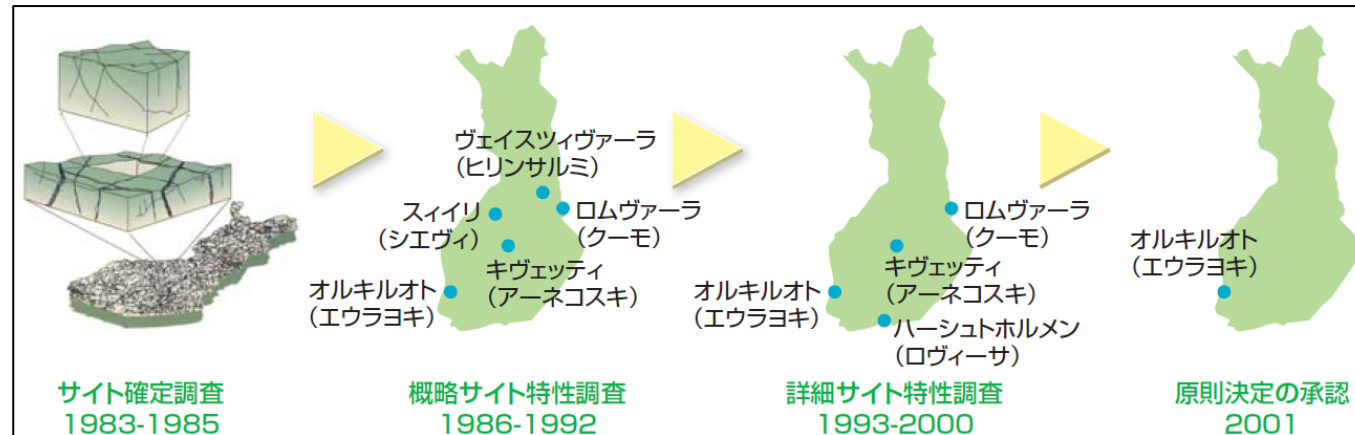 ヴェイスツィヴァーラ
(ヒリンサルミ)
スィイリ
(シエヴィ)
ロムヴァーラ
(クーモ)
キヴェッティ
(アーネコスキ)
オルキルオト
(エウラヨキ)
ロムヴァーラ
(クーモ)
キヴェッティ
(アーネコスキ)
オルキルオト
(エウラヨキ)
ハーシュトホルメン
(ロヴィーサ)
オルキルオト
(エウラヨキ)
サイト確定調査
1983-1985
概略サイト特性調査
1986-1992
詳細サイト特性調査
1993-2000
原則決定の承認
2001